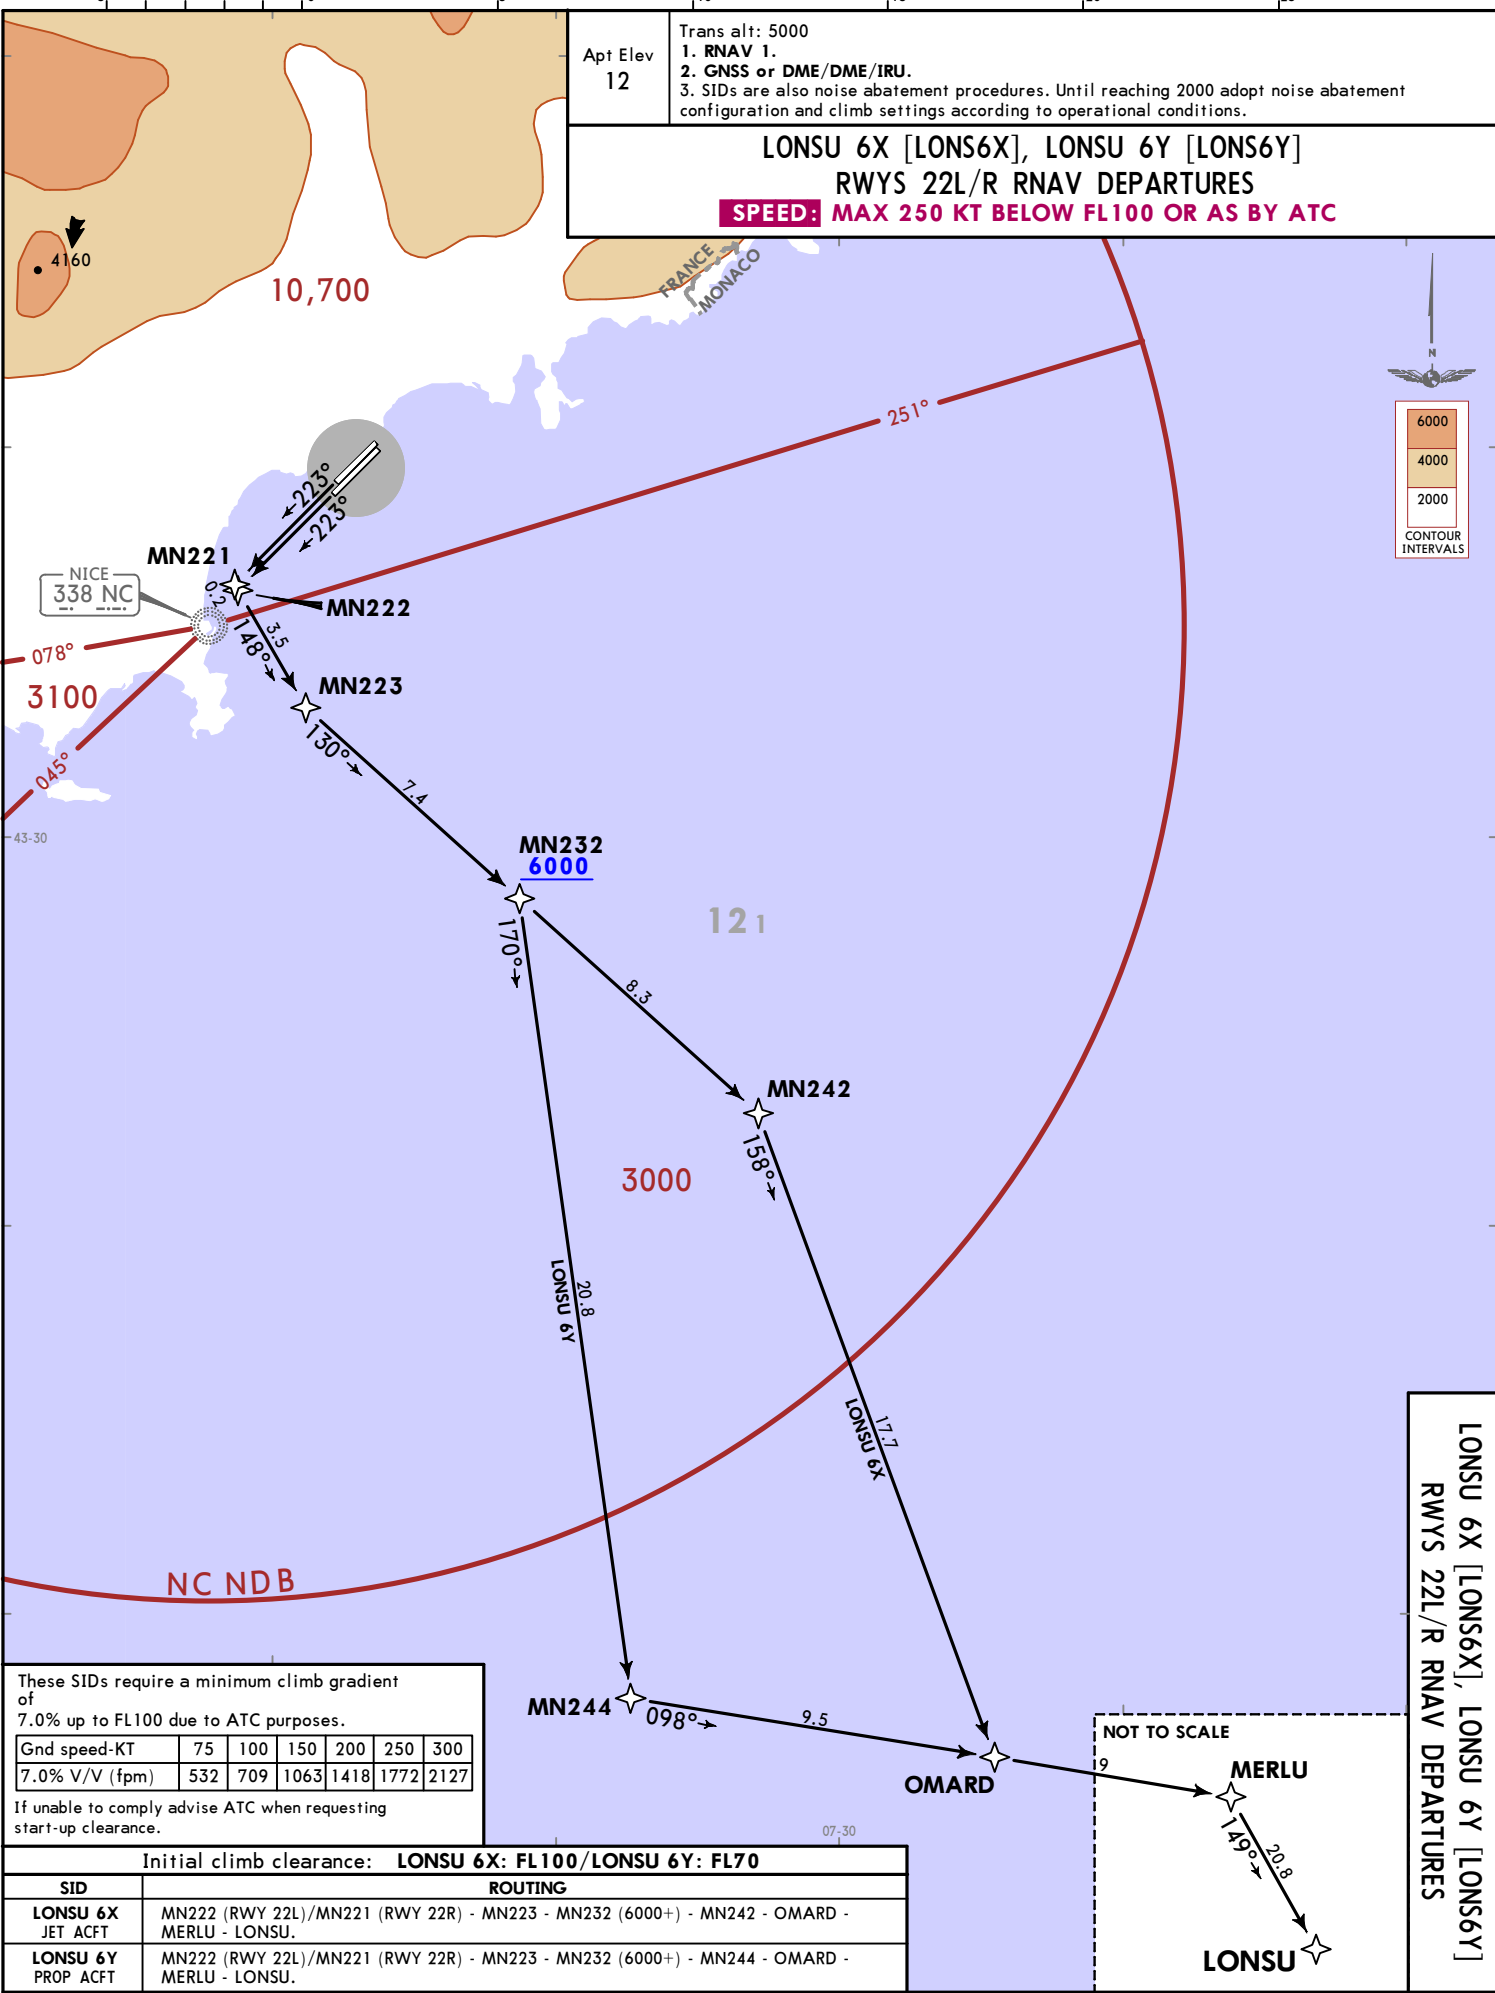 Apt Elev
12
Trans alt: 5000
1. RNAV 1.
2. GNSS or DME/DME/IRU.
3. SIDs are also noise abatement procedures. Until reaching 2000 adopt noise abatement
configuration and climb settings according to operational conditions.
LONSU 6X [LONS6X], LONSU 6Y [LONS6Y]
RWYS 22L/R RNAV DEPARTURES
SPEED: MAX 250 KT BELOW FL100 OR AS BY ATC
4160
10,700
FRANCE
MONACO
N
6000
4000
2000
CONTOUR
INTERVALS
251°
223°
223°
MN221
NICE
338 NC
0.2
MN222
3.5
148°
078°
3100
MN223
130°
045°
7.4
43-30
MN232
6000
121
170°
8.3
MN242
158°
3000
20.8
LONSU 6Y
17.7
LONSU 6X
NC NDB
MN244
098°
9.5
OMARD
9
NOT TO SCALE
MERLU
149°
20.8
LONSU
07-30
LONSU 6X [LONS6X], LONSU 6Y [LONS6Y]
RWYS 22L/R RNAV DEPARTURES
These SIDs require a minimum climb gradient
of
7.0% up to FL100 due to ATC purposes.
Gnd speed-KT 75 100 150 200 250 300
7.0% V/V (fpm) 532 709 1063 1418 1772 2127
If unable to comply advise ATC when requesting
start-up clearance.
Initial climb clearance: LONSU 6X: FL100/LONSU 6Y: FL70
SID ROUTING
LONSU 6X
JET ACFT
MN222 (RWY 22L)/MN221 (RWY 22R) - MN223 - MN232 (6000+) - MN242 - OMARD -
MERLU - LONSU.
LONSU 6Y
PROP ACFT
MN222 (RWY 22L)/MN221 (RWY 22R) - MN223 - MN232 (6000+) - MN244 - OMARD -
MERLU - LONSU.